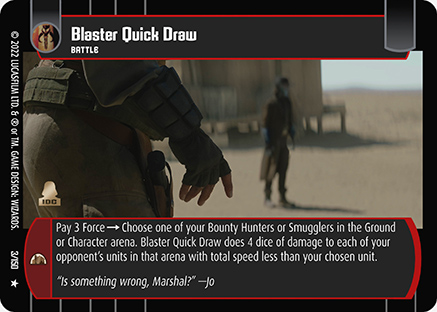 Blaster Quick Draw
BATTLE
© 2022 LUCASFILM LTD. & ® or TM. GAME DESIGN: WIZARDS.
IDC
Pay 3 Force → Choose one of your Bounty Hunters or Smugglers in the Ground
or Character arena. Blaster Quick Draw does 4 dice of damage to each of your
opponent's units in that arena with total speed less than your chosen unit.
"Is something wrong, Marshal?" —Jo
3/150